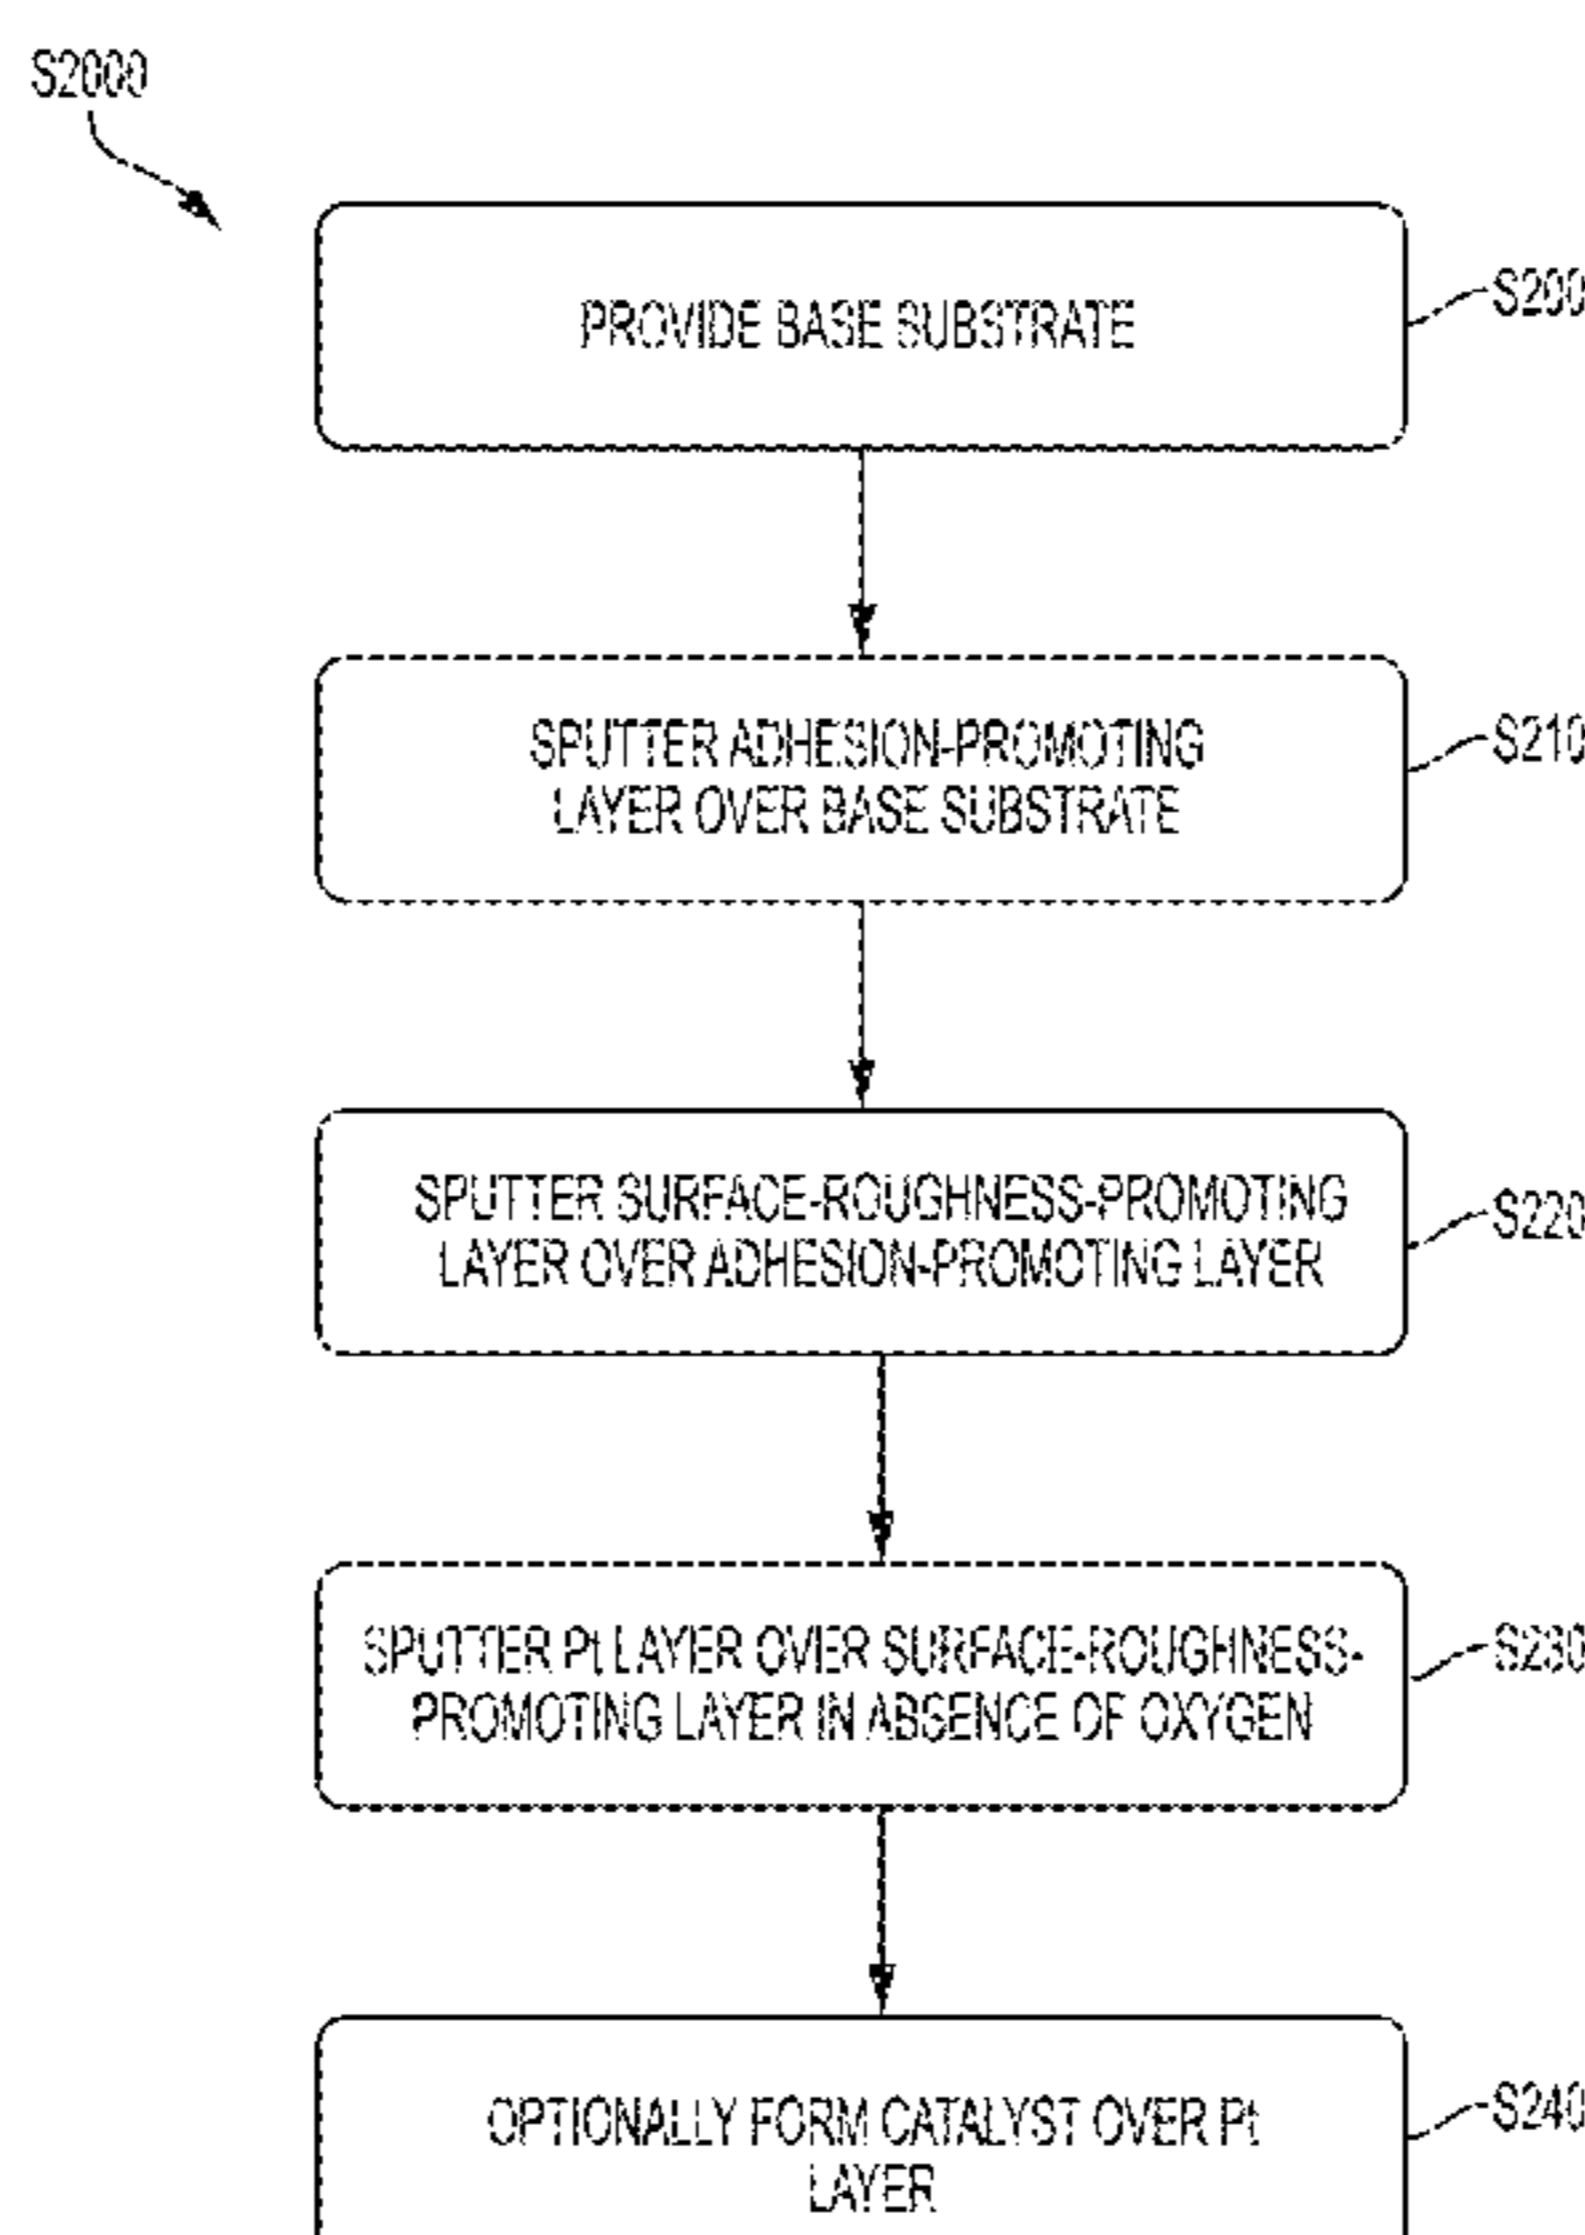 S2000
PROVIDE BASE SUBSTRATE
S200
SPUTTER ADHESION-PROMOTING
LAYER OVER BASE SUBSTRATE
S210
SPUTTER SURFACE-ROUGHNESS-PROMOTING
LAYER OVER ADHESION-PROMOTING LAYER
S220
SPUTTER Pt LAYER OVER SURFACE-ROUGHNESS-
PROMOTING LAYER IN ABSENCE OF OXYGEN
S230
OPTIONALLY FORM CATALYST OVER Pt
LAYER
S240